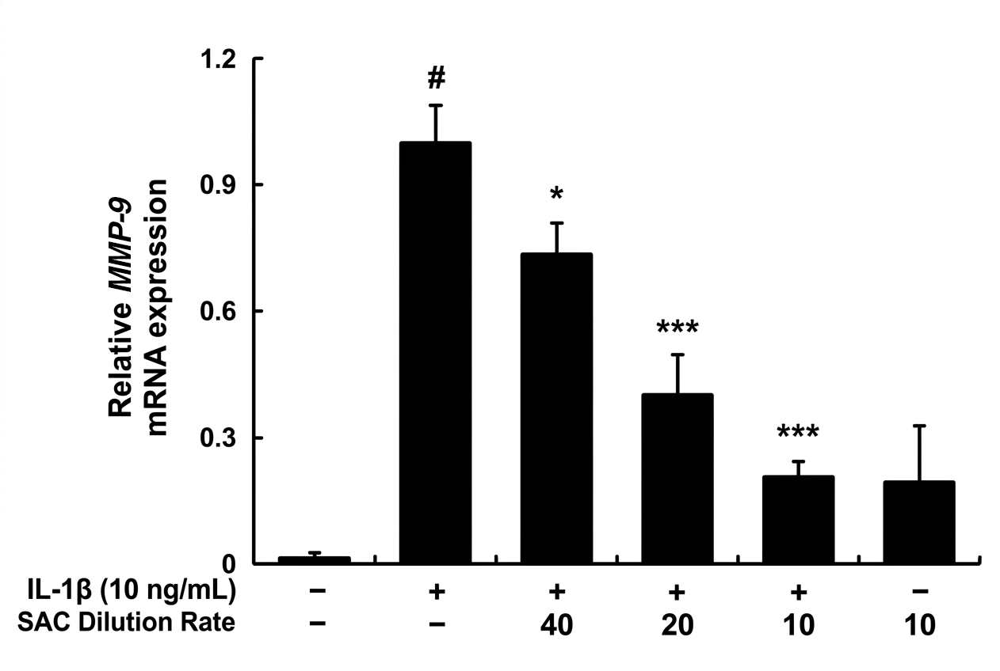 1.2
#
Relative MMP-9
mRNA expression
0.9
*
0.6
***
0.3
***
0
IL-1β (10 ng/mL) − + + + + −
SAC Dilution Rate − − 40 20 10 10